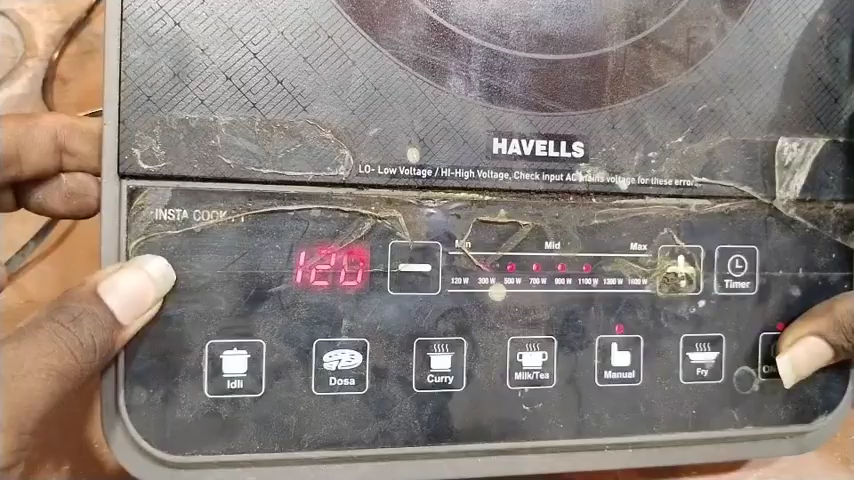 HAVELLS
LO- Low Voltage / HI-High Voltage, Check Input AC mains voltage for these error.
INSTA COOK
120
Min Mid Max
120 W 300 W 500 W 700 W 900 W 1100 W 1300 W 1600 W
Timer
Idli
Dosa
Curry
Milk/Tea
Manual
Fry